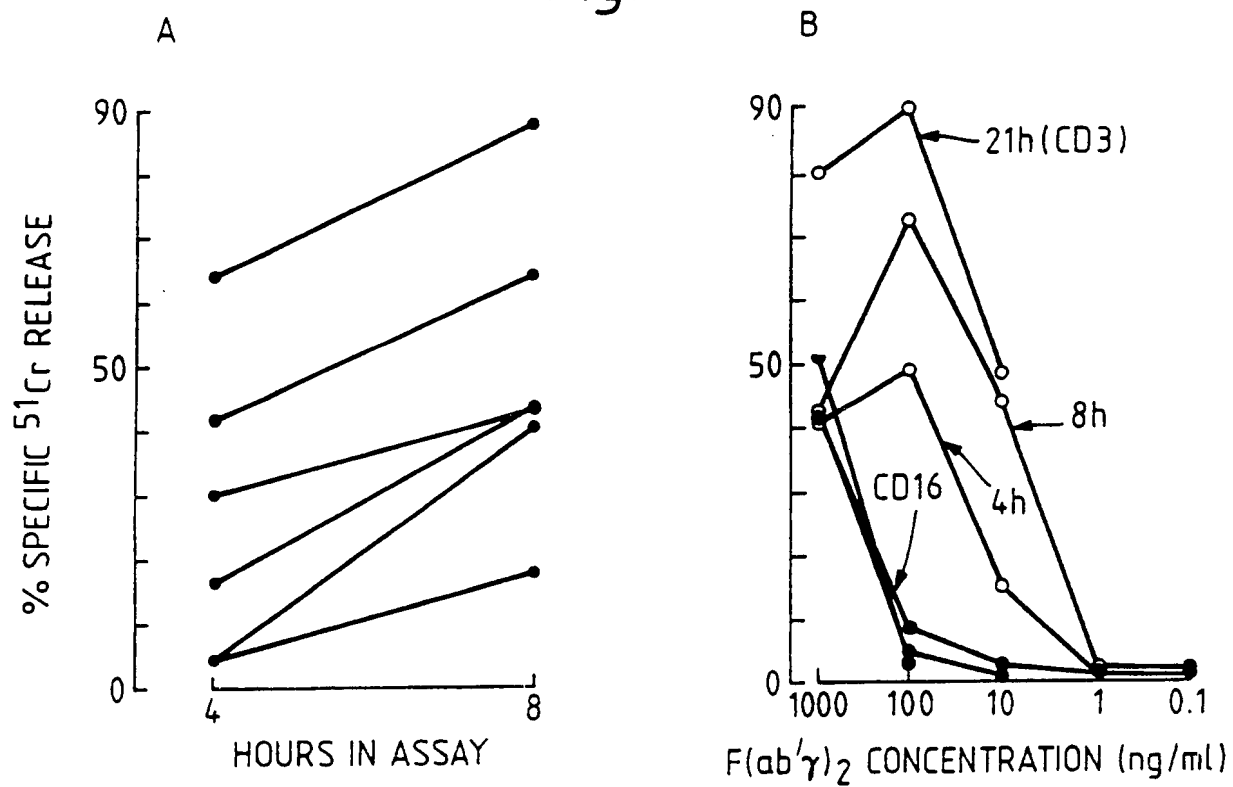 A
B
90
50
0
% SPECIFIC ⁵¹Cr RELEASE
4
8
HOURS IN ASSAY
90
50
0
21h (CD3)
8h
4h
CD16
1000
100
10
1
0.1
F(ab′γ)₂ CONCENTRATION (ng/ml)